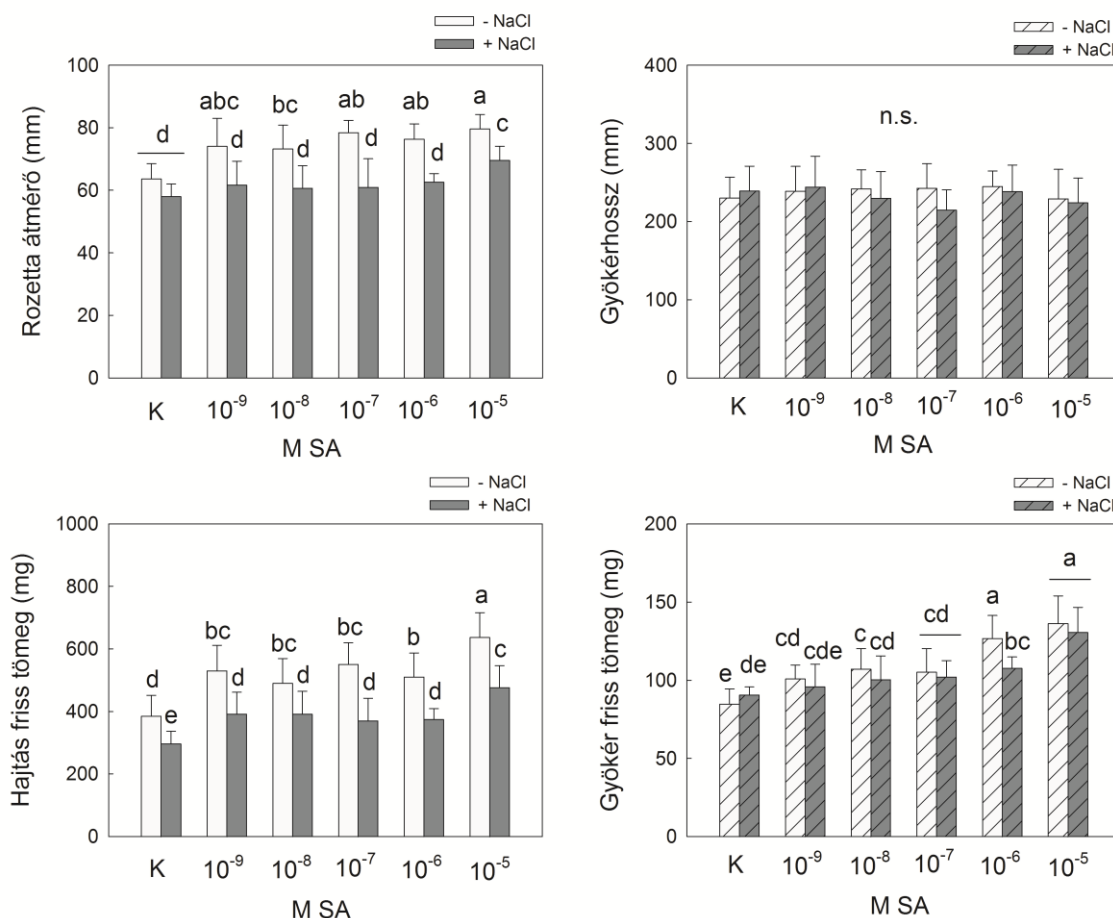 - NaCl
+ NaCl
Rozetta átmérő (mm)
100
80
60
40
20
0
d
abc
d
bc
d
ab
d
ab
d
a
c
K
10⁻⁹
10⁻⁸
10⁻⁷
10⁻⁶
10⁻⁵
M SA
- NaCl
+ NaCl
Gyökérhossz (mm)
400
300
200
100
0
n.s.
K
10⁻⁹
10⁻⁸
10⁻⁷
10⁻⁶
10⁻⁵
M SA
- NaCl
+ NaCl
Hajtás friss tömeg (mg)
1000
800
600
400
200
0
d
e
bc
d
bc
d
bc
d
b
d
a
c
K
10⁻⁹
10⁻⁸
10⁻⁷
10⁻⁶
10⁻⁵
M SA
- NaCl
+ NaCl
Gyökér friss tömeg (mg)
200
150
100
50
0
e
de
cd
cde
c
cd
cd
a
bc
a
K
10⁻⁹
10⁻⁸
10⁻⁷
10⁻⁶
10⁻⁵
M SA